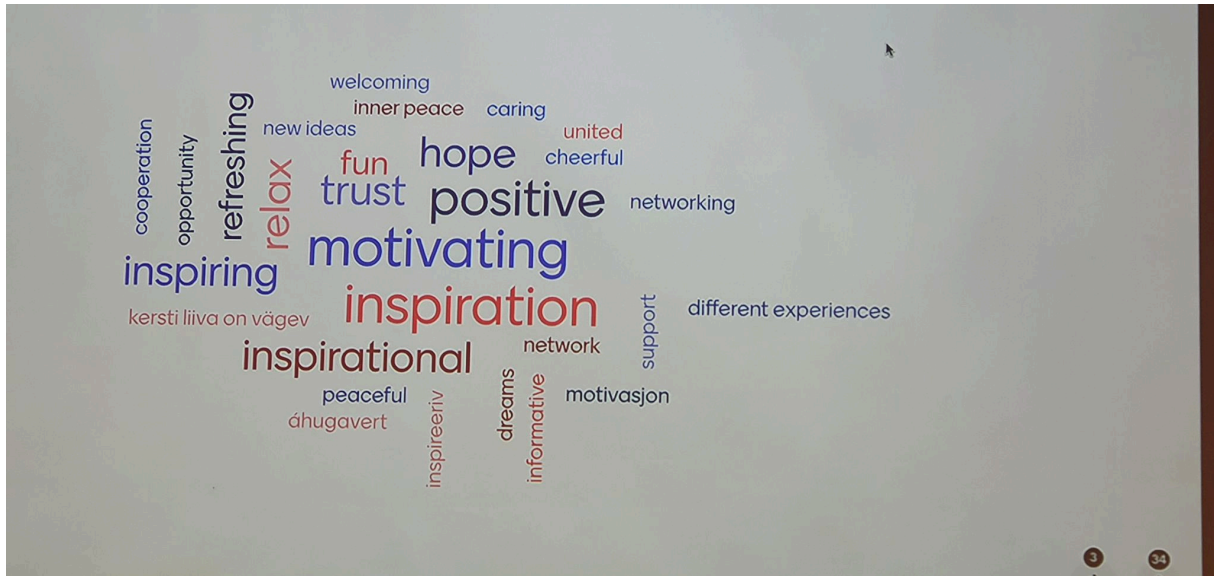 welcoming
inner peace
caring
new ideas
united
cooperation
opportunity
refreshing
relax
fun
hope
cheerful
trust
positive
networking
motivating
inspiring
inspiration
kersti liiva on vägev
support
different experiences
inspirational
network
peaceful
dreams
motivasjon
áhugavert
inspireeriv
informative
3
34